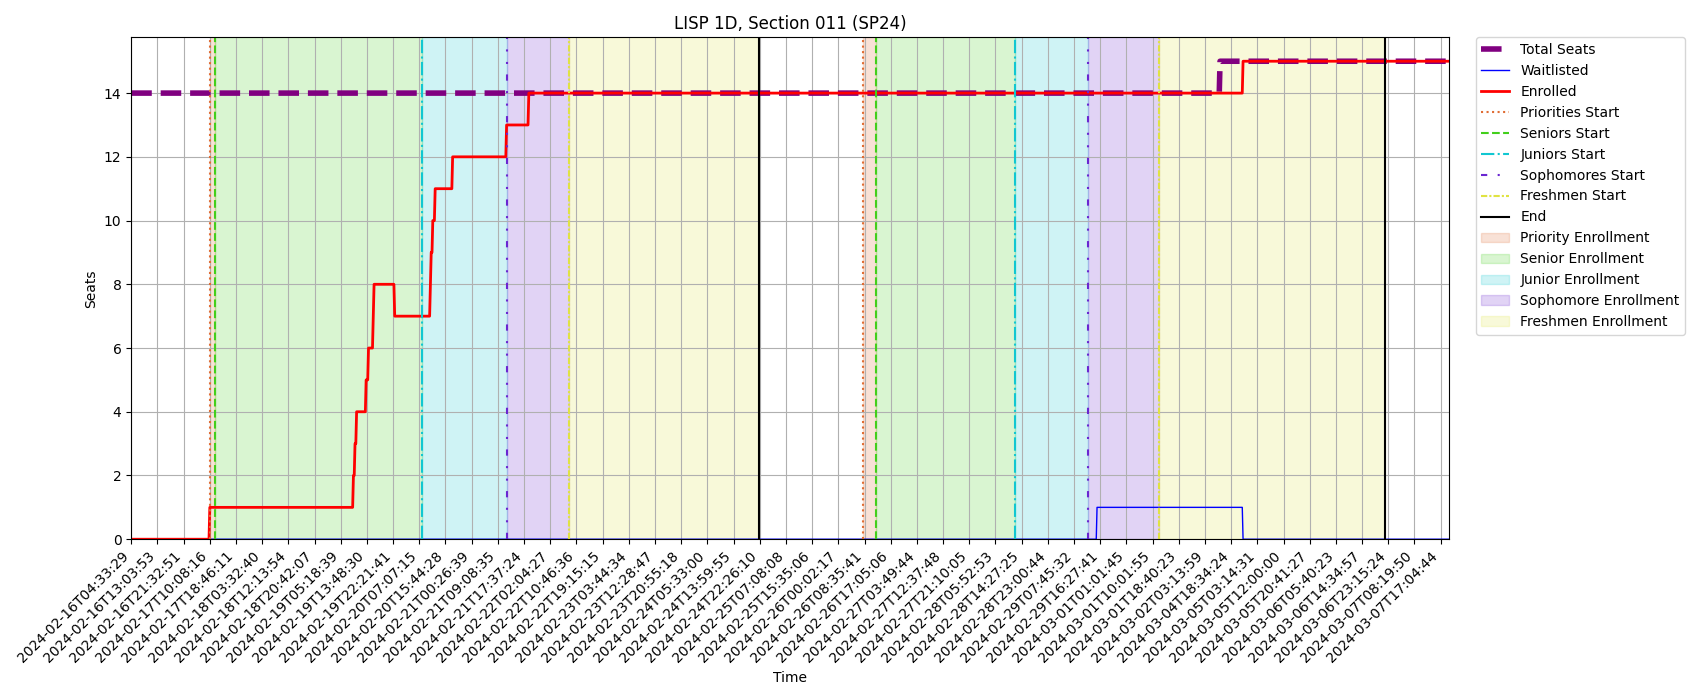 LISP 1D, Section 011 (SP24)
Seats
14
12
10
8
6
4
2
0
2024-02-16T04:33:29
2024-02-16T13:03:53
2024-02-16T21:32:51
2024-02-17T10:08:16
2024-02-17T18:46:11
2024-02-18T03:32:40
2024-02-18T12:13:54
2024-02-18T20:42:07
2024-02-19T05:18:39
2024-02-19T13:48:30
2024-02-19T22:21:41
2024-02-20T07:07:15
2024-02-20T15:44:28
2024-02-21T00:26:39
2024-02-21T09:08:35
2024-02-21T17:37:24
2024-02-22T02:04:27
2024-02-22T10:46:36
2024-02-22T19:15:15
2024-02-23T03:44:34
2024-02-23T12:28:47
2024-02-23T20:55:18
2024-02-24T05:33:00
2024-02-24T13:59:55
2024-02-24T22:26:10
2024-02-25T07:08:08
2024-02-25T15:35:06
2024-02-26T00:02:17
2024-02-26T08:35:41
2024-02-26T17:05:06
2024-02-27T03:49:44
2024-02-27T12:37:48
2024-02-27T21:10:05
2024-02-28T05:52:53
2024-02-28T14:27:25
2024-02-28T23:00:44
2024-02-29T07:45:32
2024-02-29T16:27:41
2024-03-01T01:01:45
2024-03-01T10:01:55
2024-03-01T18:40:23
2024-03-02T03:13:59
2024-03-04T18:34:24
2024-03-05T03:14:31
2024-03-05T12:00:00
2024-03-05T20:41:27
2024-03-06T05:40:23
2024-03-06T14:34:57
2024-03-06T23:15:24
2024-03-07T08:19:50
2024-03-07T17:04:44
Time
Total Seats
Waitlisted
Enrolled
Priorities Start
Seniors Start
Juniors Start
Sophomores Start
Freshmen Start
End
Priority Enrollment
Senior Enrollment
Junior Enrollment
Sophomore Enrollment
Freshmen Enrollment